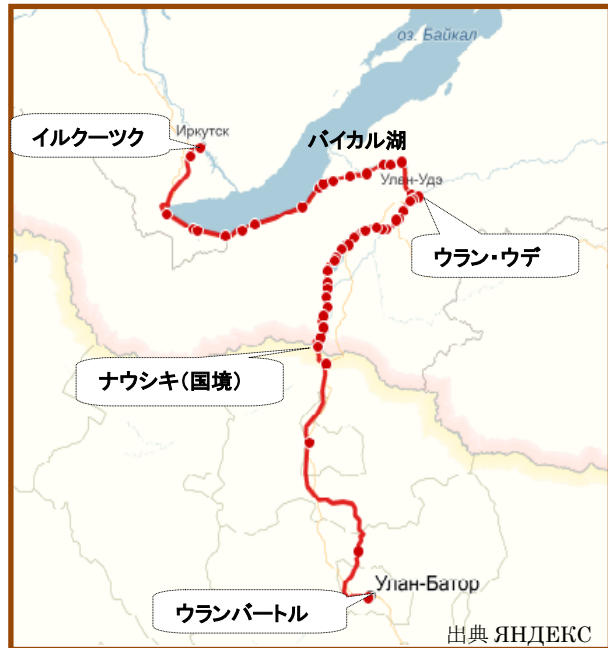 оз. Байкал
イルクーツク
Иркутск
バイカル湖
Улан-Удэ
ウラン・ウデ
ナウシキ（国境）
Улан-Батор
ウランバートル
出典 ЯНДЕКС